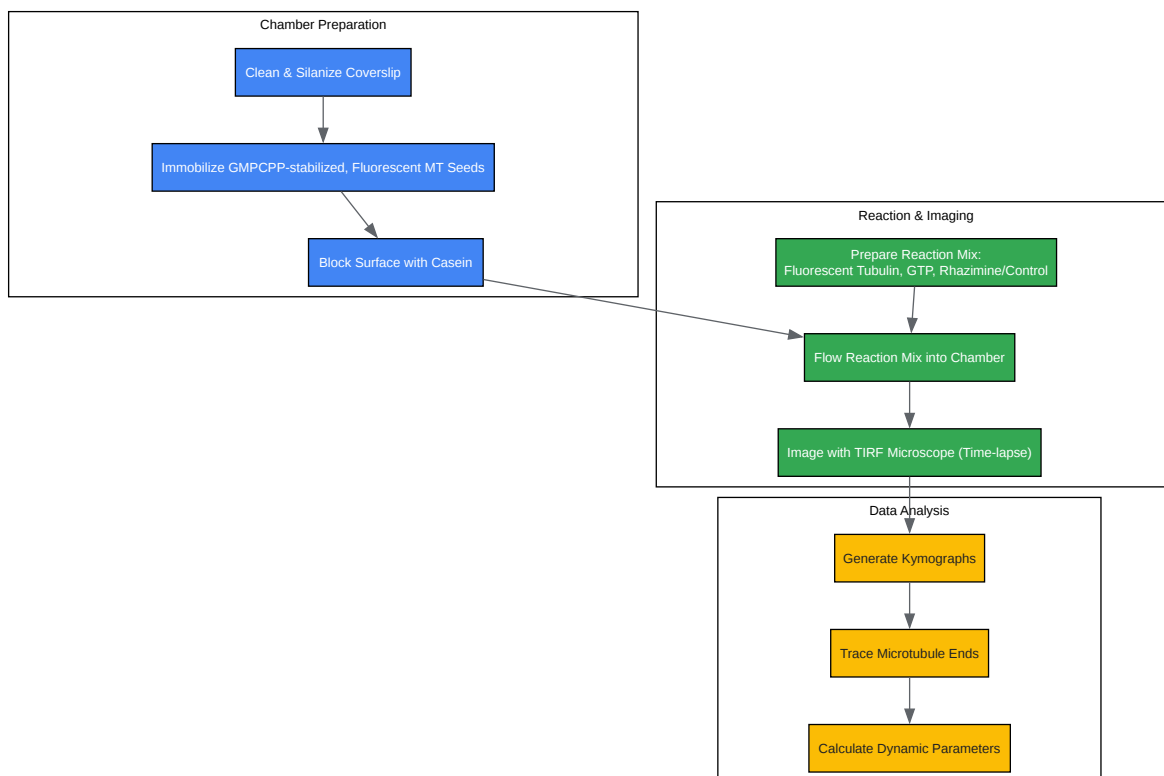 Chamber Preparation
Clean & Silanize Coverslip
Immobilize GMPCPP-stabilized, Fluorescent MT Seeds
Block Surface with Casein
Reaction & Imaging
Prepare Reaction Mix:
Fluorescent Tubulin, GTP, Rhazimine/Control
Flow Reaction Mix into Chamber
Image with TIRF Microscope (Time-lapse)
Data Analysis
Generate Kymographs
Trace Microtubule Ends
Calculate Dynamic Parameters